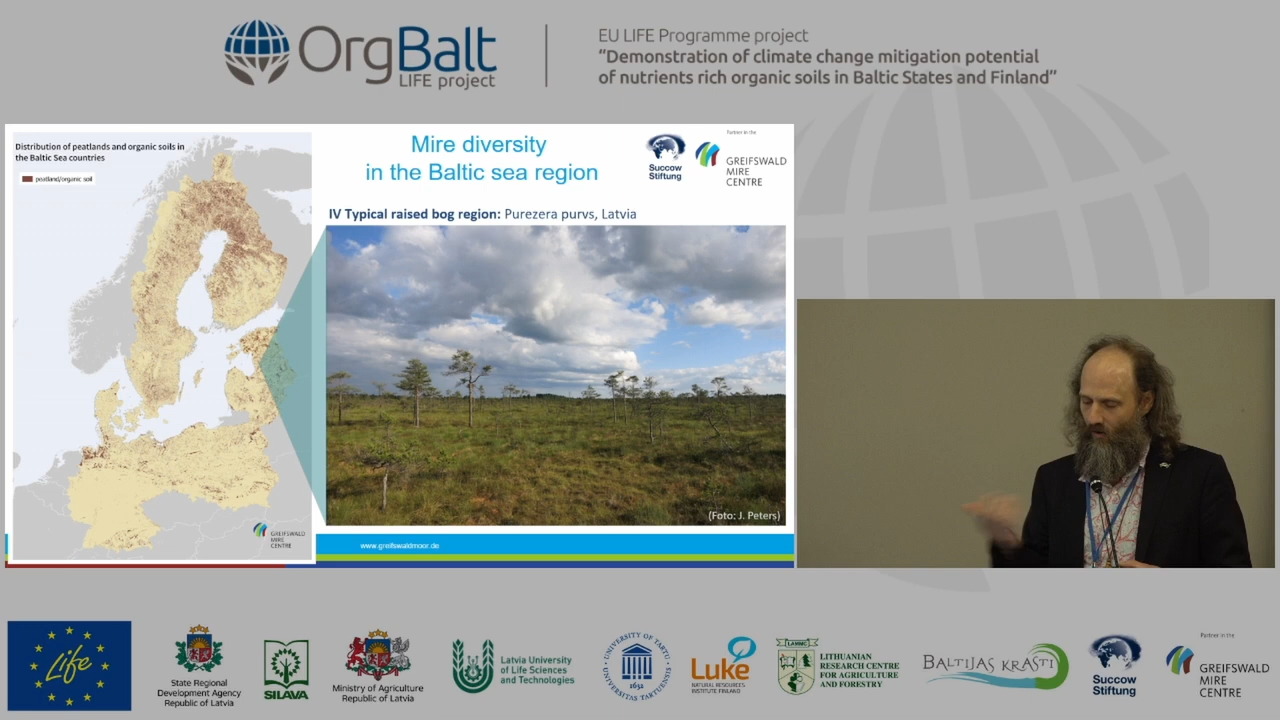 OrgBalt
LIFE project
EU LIFE Programme project
“Demonstration of climate change mitigation potential
of nutrients rich organic soils in Baltic States and Finland”
Distribution of peatlands and organic soils in
the Baltic Sea countries
peatland/organic soil
GREIFSWALD
MIRE
CENTRE
Mire diversity
in the Baltic sea region
Succow
Stiftung
Partner in the
GREIFSWALD
MIRE
CENTRE
IV Typical raised bog region: Purezera purvs, Latvia
(Foto: J. Peters)
www.greifswaldmoor.de
Life
State Regional
Development Agency
Republic of Latvia
SILAVA
Ministry of Agriculture
Republic of Latvia
Latvia University
of Life Sciences
and Technologies
UNIVERSITY OF TARTU
UNIVERSITAS TARTUENSIS
1632
Luke
NATURAL RESOURCES
INSTITUTE FINLAND
LAMMC
LITHUANIAN
RESEARCH CENTRE
FOR AGRICULTURE
AND FORESTRY
BALTIJAS KRASTI
Succow
Stiftung
Partner in the
GREIFSWALD
MIRE
CENTRE